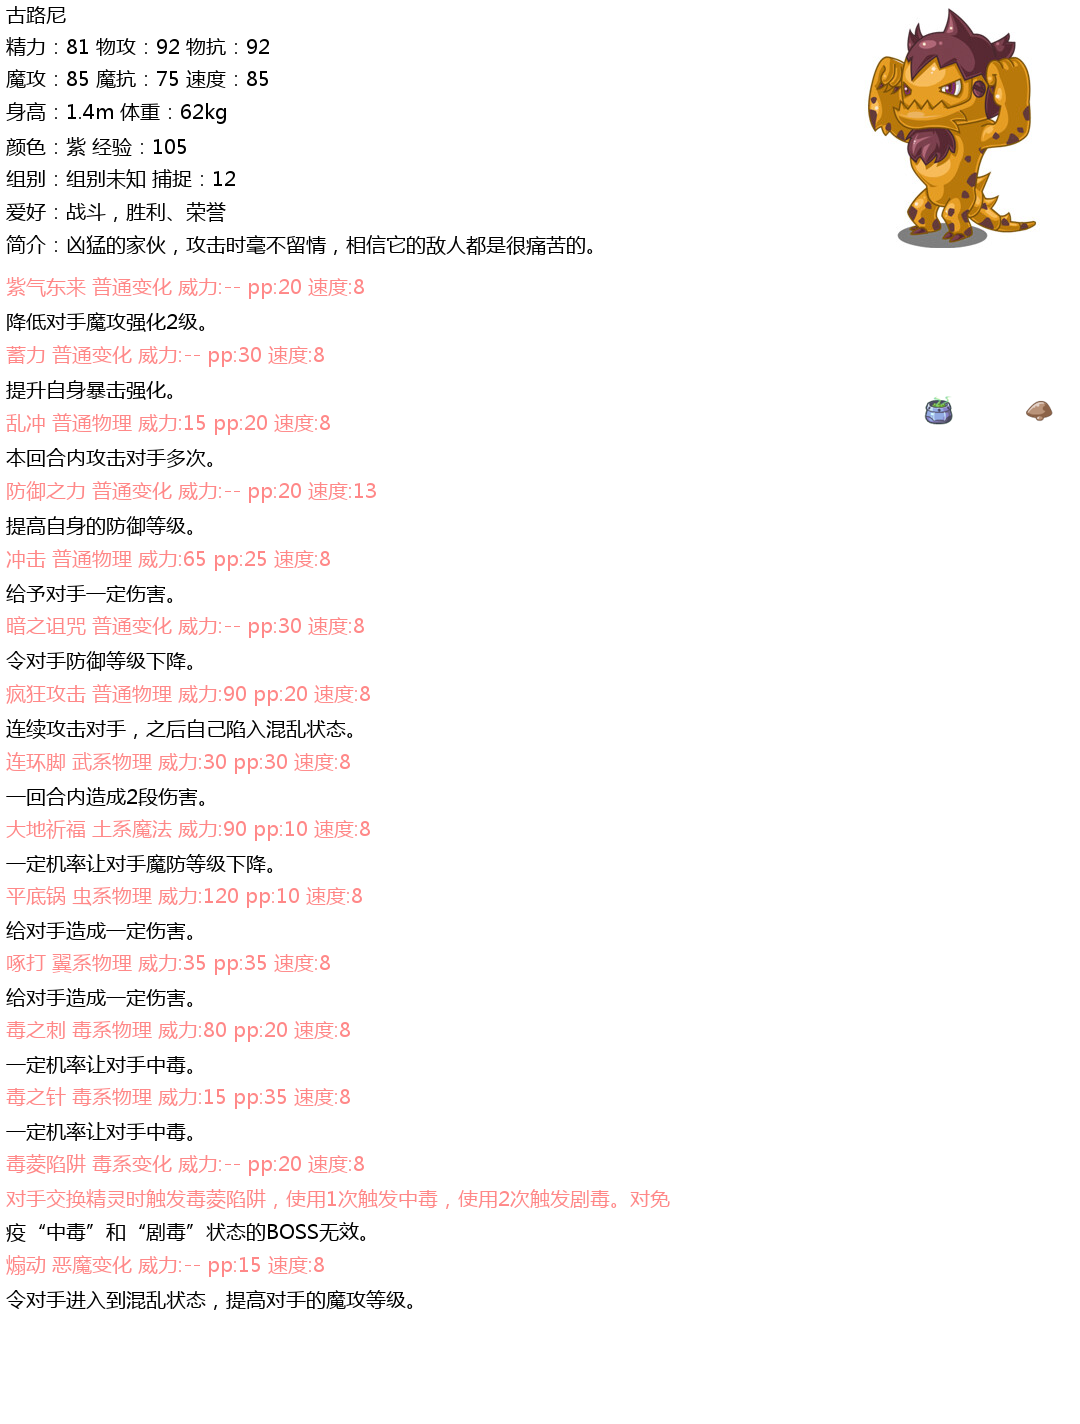 古路尼
精力：81 物攻：92 物抗：92
魔攻：85 魔抗：75 速度：85
身高：1.4m 体重：62kg
颜色：紫 经验：105
组别：组别未知 捕捉：12
爱好：战斗，胜利、荣誉
简介：凶猛的家伙，攻击时毫不留情，相信它的敌人都是很痛苦的。
紫气东来 普通变化 威力:-- pp:20 速度:8
降低对手魔攻强化2级。
蓄力 普通变化 威力:-- pp:30 速度:8
提升自身暴击强化。
乱冲 普通物理 威力:15 pp:20 速度:8
本回合内攻击对手多次。
防御之力 普通变化 威力:-- pp:20 速度:13
提高自身的防御等级。
冲击 普通物理 威力:65 pp:25 速度:8
给予对手一定伤害。
暗之诅咒 普通变化 威力:-- pp:30 速度:8
令对手防御等级下降。
疯狂攻击 普通物理 威力:90 pp:20 速度:8
连续攻击对手，之后自己陷入混乱状态。
连环脚 武系物理 威力:30 pp:30 速度:8
一回合内造成2段伤害。
大地祈福 土系魔法 威力:90 pp:10 速度:8
一定机率让对手魔防等级下降。
平底锅 虫系物理 威力:120 pp:10 速度:8
给对手造成一定伤害。
啄打 翼系物理 威力:35 pp:35 速度:8
给对手造成一定伤害。
毒之刺 毒系物理 威力:80 pp:20 速度:8
一定机率让对手中毒。
毒之针 毒系物理 威力:15 pp:35 速度:8
一定机率让对手中毒。
毒菱陷阱 毒系变化 威力:-- pp:20 速度:8
对手交换精灵时触发毒菱陷阱，使用1次触发中毒，使用2次触发剧毒。对免
疫“中毒”和“剧毒”状态的BOSS无效。
煽动 恶魔变化 威力:-- pp:15 速度:8
令对手进入到混乱状态，提高对手的魔攻等级。